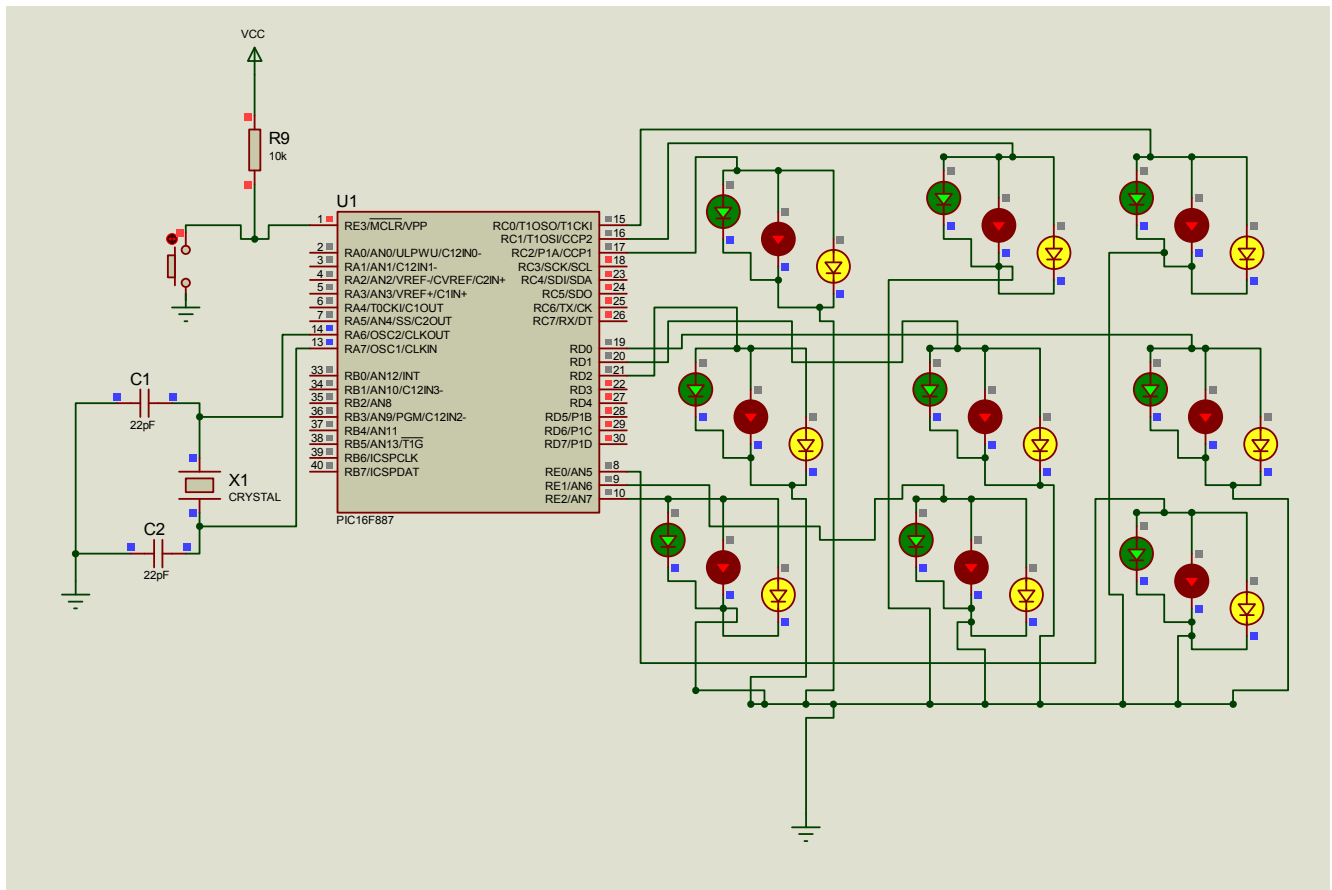 VCC
R9
10k
U1
1 RE3/MCLR/VPP
2 RA0/AN0/ULPWU/C12IN0-
3 RA1/AN1/C12IN1-
4 RA2/AN2/VREF-/CVREF/C2IN+
5 RA3/AN3/VREF+/C1IN+
6 RA4/T0CKI/C1OUT
7 RA5/AN4/SS/C2OUT
14 RA6/OSC2/CLKOUT
13 RA7/OSC1/CLKIN
33 RB0/AN12/INT
34 RB1/AN10/C12IN3-
35 RB2/AN8
36 RB3/AN9/PGM/C12IN2-
37 RB4/AN11
38 RB5/AN13/T1G
39 RB6/ICSPCLK
40 RB7/ICSPDAT
RC0/T1OSO/T1CKI 15
RC1/T1OSI/CCP2 16
RC2/P1A/CCP1 17
RC3/SCK/SCL 18
RC4/SDI/SDA 23
RC5/SDO 24
RC6/TX/CK 25
RC7/RX/DT 26
RD0 19
RD1 20
RD2 21
RD3 22
RD4 27
RD5/P1B 28
RD6/P1C 29
RD7/P1D 30
RE0/AN5 8
RE1/AN6 9
RE2/AN7 10
PIC16F887
C1
22pF
X1
CRYSTAL
C2
22pF